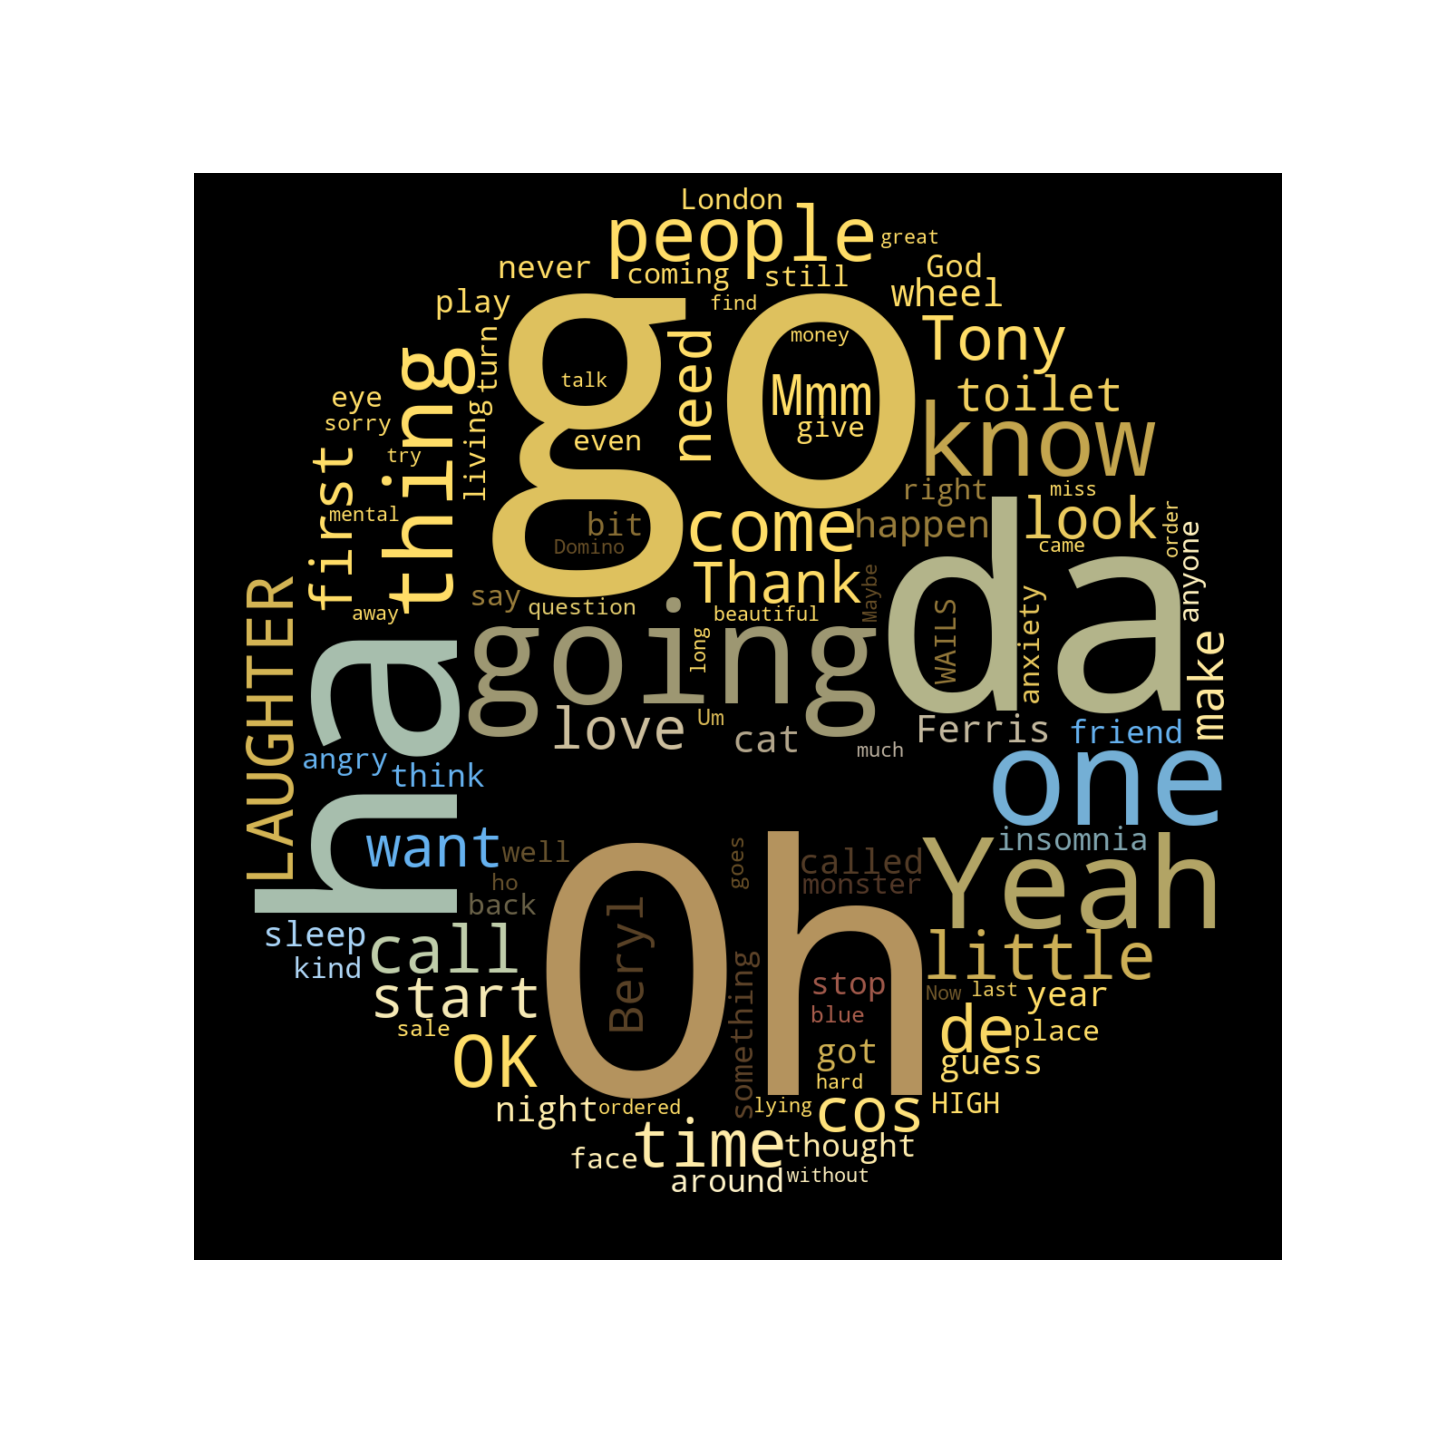 London
people
great
never
coming
still
God
play
find
wheel
go
turn
need
money
Tony
thing
talk
Mmm
toilet
eye
sorry
living
even
give
know
try
first
right
miss
mental
bit
come
happen
look
order
Domino
came
anyone
da
Thank
Maybe
say
question
beautiful
away
LAUGHTER
going
long
WAILS
anxiety
make
ha
love
Um
cat
much
Ferris
friend
angry
think
one
want
well
goes
called
insomnia
ho
back
monster
Yeah
Oh
Beryl
sleep
call
little
kind
something
stop
Now
last
year
start
blue
sale
de
place
OK
got
guess
hard
night
ordered
lying
cos
HIGH
time
thought
face
around
without